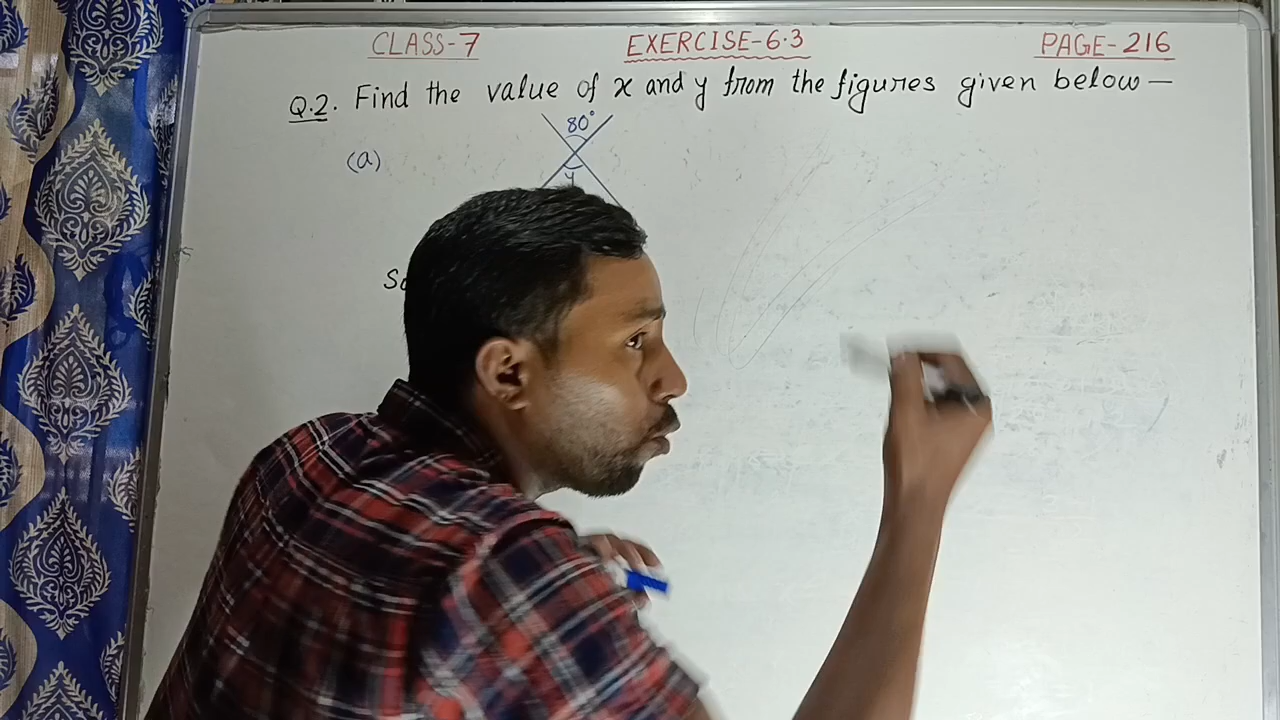 CLASS-7 EXERCISE-6.3 PAGE-216
Q.2. Find the value of x and y from the figures given below —
80°
(a)
y